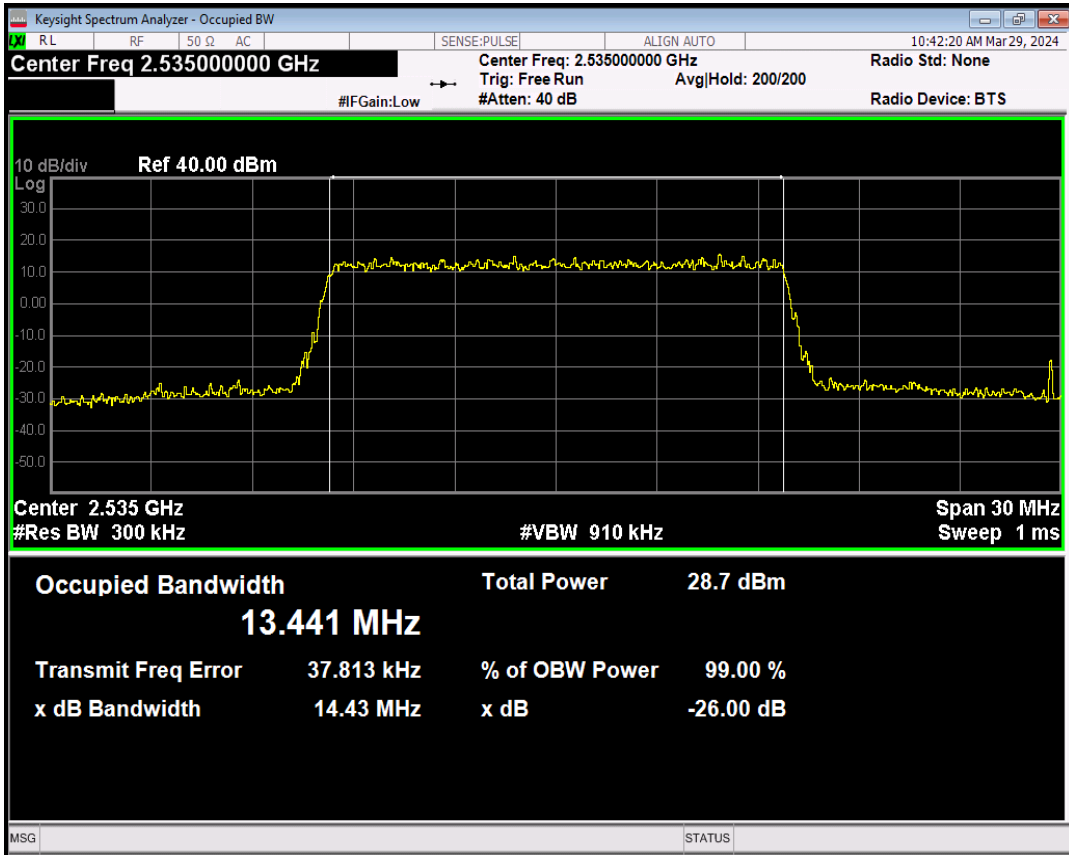 Keysight Spectrum Analyzer - Occupied BW
LXI RL RF 50 Ω AC SENSE:PULSE ALIGN AUTO 10:42:20 AM Mar 29, 2024
Center Freq 2.535000000 GHz Center Freq: 2.535000000 GHz Radio Std: None
Trig: Free Run Avg|Hold: 200/200
#IFGain:Low #Atten: 40 dB Radio Device: BTS
10 dB/div Ref 40.00 dBm
Log
30.0
20.0
10.0
0.00
-10.0
-20.0
-30.0
-40.0
-50.0
Center 2.535 GHz Span 30 MHz
#Res BW 300 kHz #VBW 910 kHz Sweep 1 ms
Occupied Bandwidth Total Power 28.7 dBm
13.441 MHz
Transmit Freq Error 37.813 kHz % of OBW Power 99.00 %
x dB Bandwidth 14.43 MHz x dB -26.00 dB
MSG STATUS